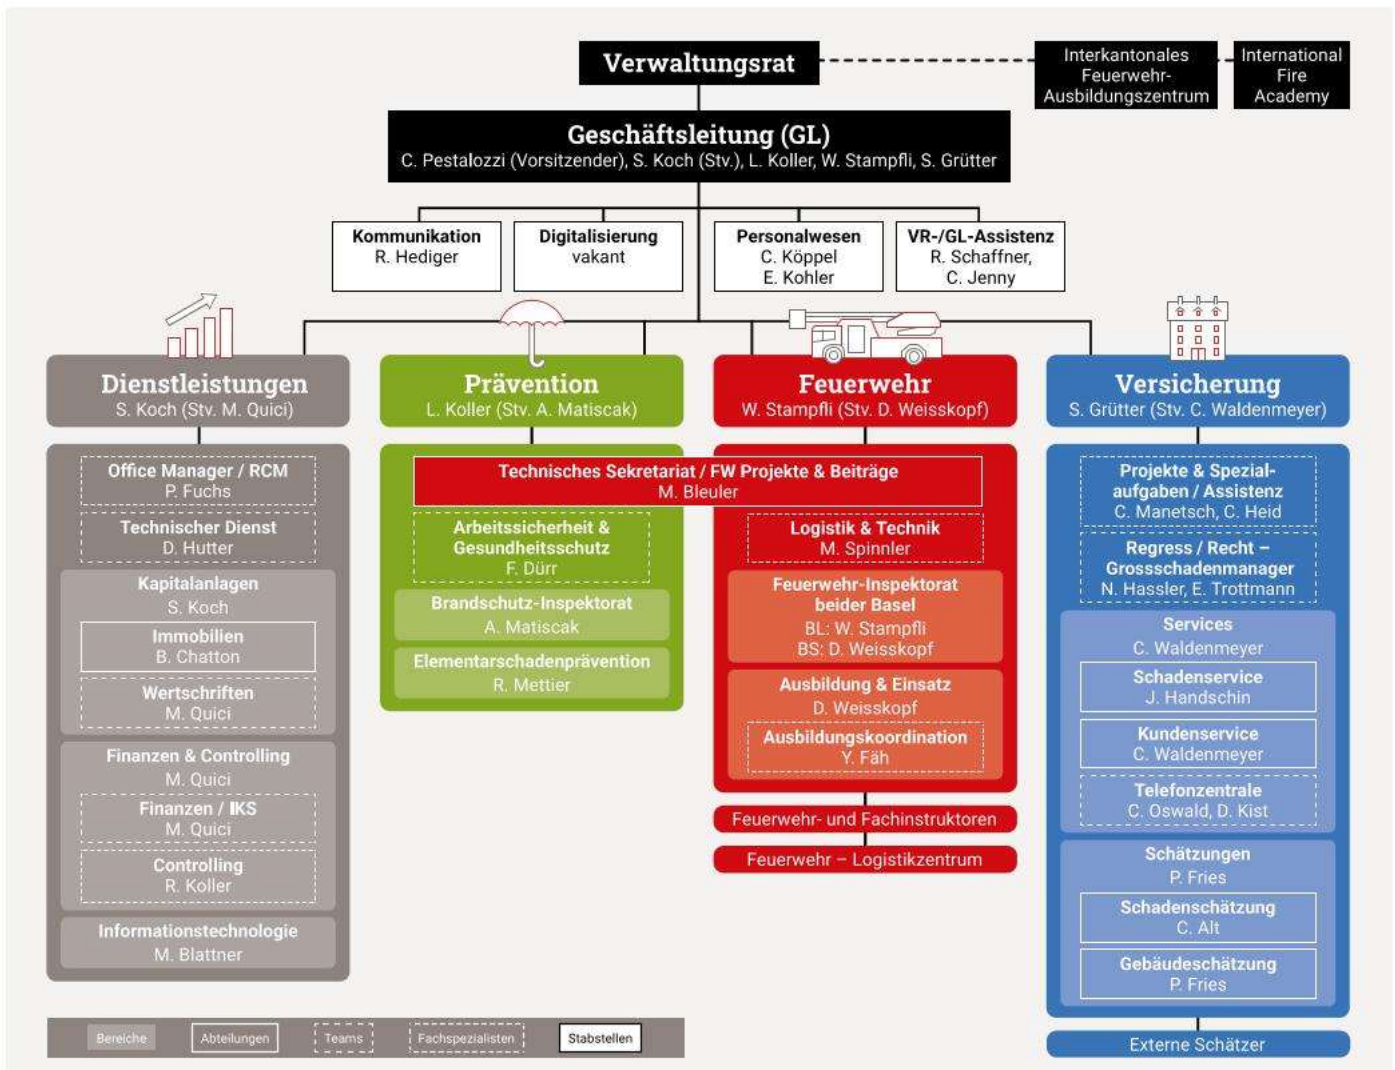 Verwaltungsrat
Interkantonales
Feuerwehr-
Ausbildungszentrum
International
Fire
Academy
Geschäftsleitung (GL)
C. Pestalozzi (Vorsitzender), S. Koch (Stv.), L. Koller, W. Stampfli, S. Grütter
Kommunikation
R. Hediger
Digitalisierung
vakant
Personalwesen
C. Köppel
E. Kohler
VR-/GL-Assistenz
R. Schaffner,
C. Jenny
Dienstleistungen
S. Koch (Stv. M. Quici)
Office Manager / RCM
P. Fuchs
Technischer Dienst
D. Hutter
Kapitalanlagen
S. Koch
Immobilien
B. Chatton
Wertschriften
M. Quici
Finanzen & Controlling
M. Quici
Finanzen / IKS
M. Quici
Controlling
R. Koller
Informationstechnologie
M. Blattner
Prävention
L. Koller (Stv. A. Matiscak)
Technisches Sekretariat / FW Projekte & Beiträge
M. Bleuler
Arbeitssicherheit &
Gesundheitsschutz
F. Dürr
Brandschutz-Inspektorat
A. Matiscak
Elementarschadenprävention
R. Mettier
Feuerwehr
W. Stampfli (Stv. D. Weisskopf)
Logistik & Technik
M. Spinnler
Feuerwehr-Inspektorat
beider Basel
BL: W. Stampfli
BS: D. Weisskopf
Ausbildung & Einsatz
D. Weisskopf
Ausbildungskoordination
Y. Fäh
Feuerwehr- und Fachinstruktoren
Feuerwehr – Logistikzentrum
Versicherung
S. Grütter (Stv. C. Waldenmeyer)
Projekte & Spezial-
aufgaben / Assistenz
C. Manetsch, C. Heid
Regress / Recht –
Grossschadenmanager
N. Hassler, E. Trottmann
Services
C. Waldenmeyer
Schadenservice
J. Handschin
Kundenservice
C. Waldenmeyer
Telefonzentrale
C. Oswald, D. Kist
Schätzungen
P. Fries
Schadenschätzung
C. Alt
Gebäudeschätzung
P. Fries
Externe Schätzer
Bereiche
Abteilungen
Teams
Fachspezialisten
Stabstellen